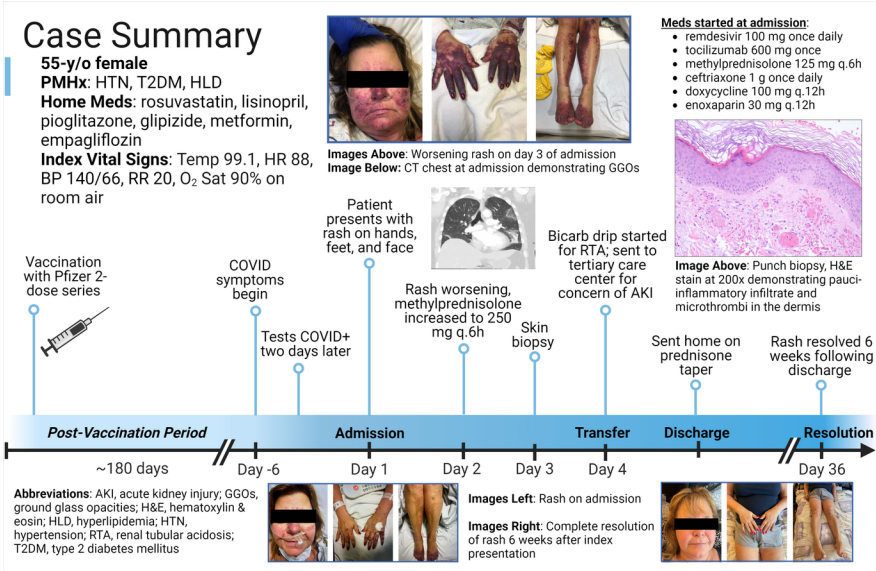 Case Summary
55-y/o female
PMHx: HTN, T2DM, HLD
Home Meds: rosuvastatin, lisinopril,
pioglitazone, glipizide, metformin,
empagliflozin
Index Vital Signs: Temp 99.1, HR 88,
BP 140/66, RR 20, O₂ Sat 90% on
room air
Images Above: Worsening rash on day 3 of admission
Image Below: CT chest at admission demonstrating GGOs
Meds started at admission:
• remdesivir 100 mg once daily
• tocilizumab 600 mg once
• methylprednisolone 125 mg q.6h
• ceftriaxone 1 g once daily
• doxycycline 100 mg q.12h
• enoxaparin 30 mg q.12h
Image Above: Punch biopsy, H&E
stain at 200x demonstrating pauci-
inflammatory infiltrate and
microthrombi in the dermis
Vaccination
with Pfizer 2-
dose series
COVID
symptoms
begin
Tests COVID+
two days later
Patient
presents with
rash on hands,
feet, and face
Rash worsening,
methylprednisolone
increased to 250
mg q.6h
Skin
biopsy
Bicarb drip started
for RTA; sent to
tertiary care
center for
concern of AKI
Sent home on
prednisone
taper
Rash resolved 6
weeks following
discharge
Post-Vaccination Period
Admission
Transfer
Discharge
Resolution
~180 days
Day -6
Day 1
Day 2
Day 3
Day 4
Day 36
Abbreviations: AKI, acute kidney injury; GGOs,
ground glass opacities; H&E, hematoxylin &
eosin; HLD, hyperlipidemia; HTN,
hypertension; RTA, renal tubular acidosis;
T2DM, type 2 diabetes mellitus
Images Left: Rash on admission
Images Right: Complete resolution
of rash 6 weeks after index
presentation